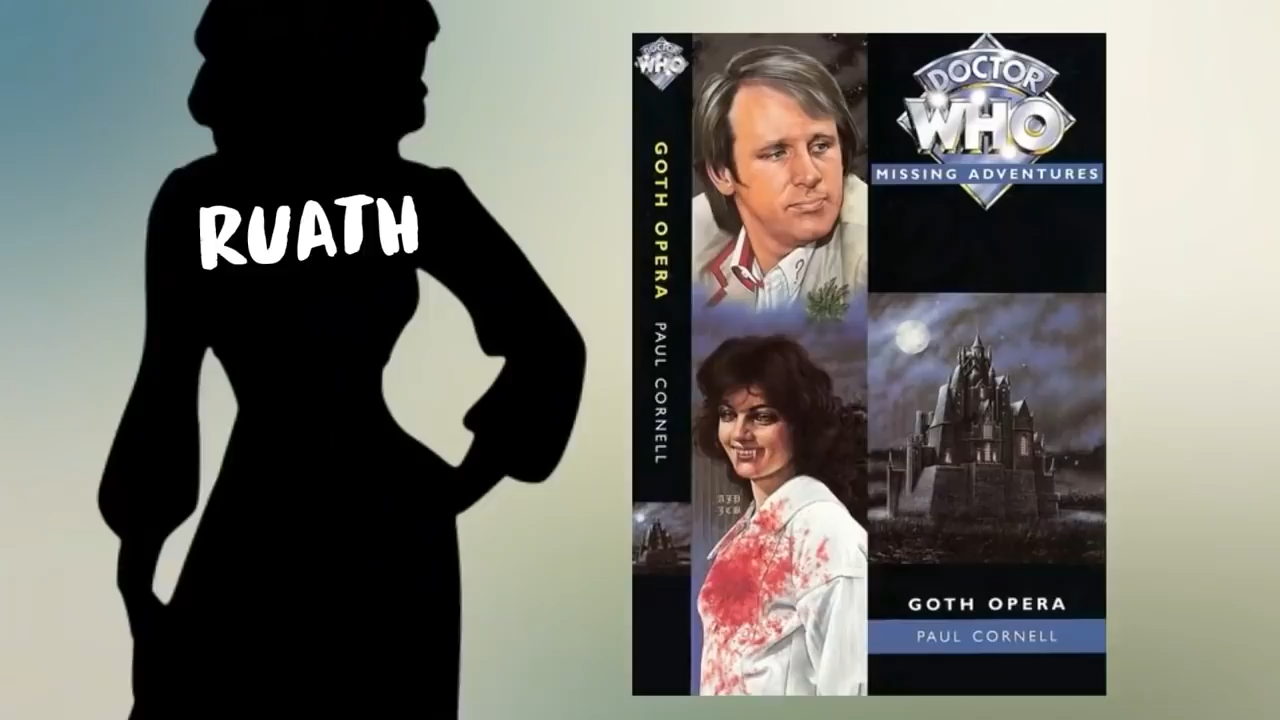 RUATH
DOCTOR
WHO
GOTH OPERA PAUL CORNELL
DOCTOR
WHO
MISSING ADVENTURES
GOTH OPERA
PAUL CORNELL